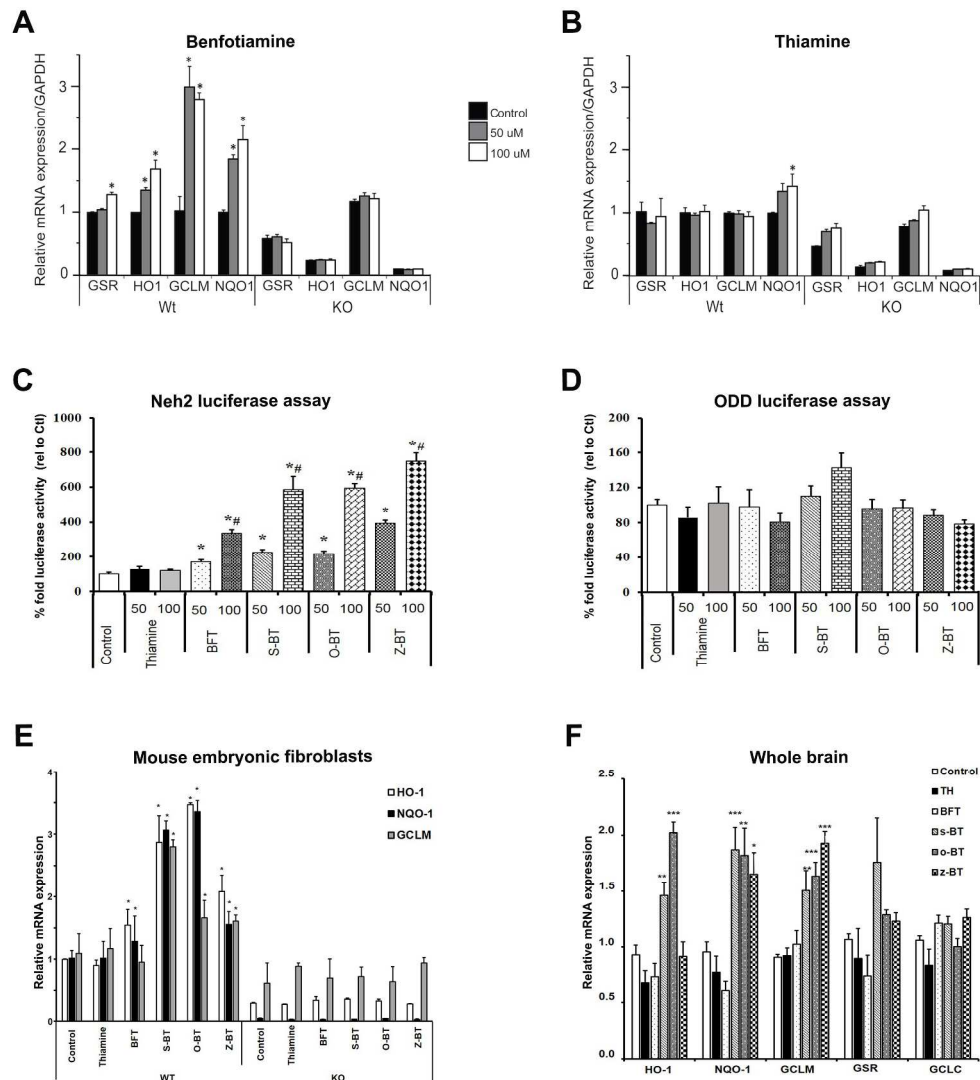 A
Benfotiamine
Relative mRNA expression/GAPDH
3
2
1
0
* * * * * * *
GSR HO1 GCLM NQO1 GSR HO1 GCLM NQO1
Wt KO
Control
50 uM
100 uM
B
Thiamine
Relative mRNA expression/GAPDH
3
2
1
0
*
GSR HO1 GCLM NQO1 GSR HO1 GCLM NQO1
Wt KO
C
Neh2 luciferase assay
% fold luciferase activity (rel to Ctl)
1000
800
600
400
200
0
* *# * *# * *# * *#
50 100 50 100 50 100 50 100 50 100
Control Thiamine BFT S-BT O-BT Z-BT
D
ODD luciferase assay
% fold luciferase activity (rel to Ctl)
200
160
120
80
40
0
50 100 50 100 50 100 50 100 50 100
Control Thiamine BFT S-BT O-BT Z-BT
E
Mouse embryonic fibroblasts
Relative mRNA expression
4
3
2
1
0
* * * * * * * * * * *
HO-1
NQO-1
GCLM
Control Thiamine BFT S-BT O-BT Z-BT Control Thiamine BFT S-BT O-BT Z-BT
WT KO
F
Whole brain
Relative mRNA expression
2.5
2.0
1.5
1.0
0.5
0.0
** *** *** ** * ** *** ***
Control
TH
BFT
s-BT
o-BT
z-BT
HO-1 NQO-1 GCLM GSR GCLC